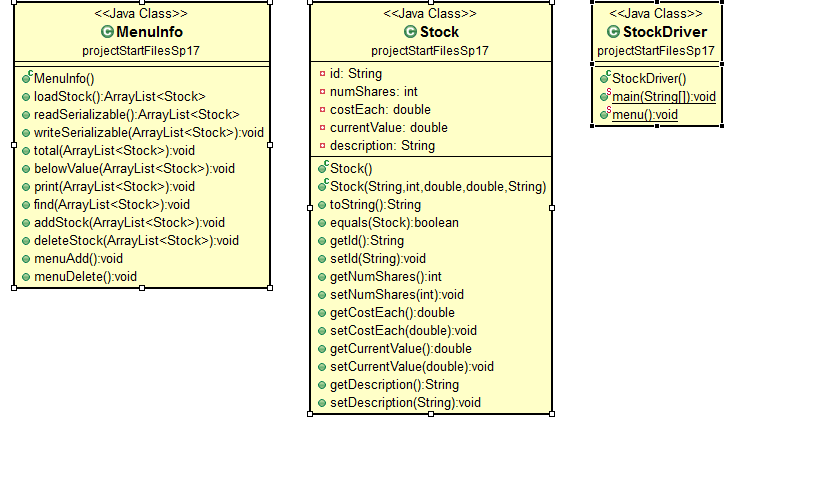 <<Java Class>>
MenuInfo
projectStartFilesSp17
MenuInfo()
loadStock():ArrayList<Stock>
readSerializable():ArrayList<Stock>
writeSerializable(ArrayList<Stock>):void
total(ArrayList<Stock>):void
belowValue(ArrayList<Stock>):void
print(ArrayList<Stock>):void
find(ArrayList<Stock>):void
addStock(ArrayList<Stock>):void
deleteStock(ArrayList<Stock>):void
menuAdd():void
menuDelete():void
<<Java Class>>
Stock
projectStartFilesSp17
id: String
numShares: int
costEach: double
currentValue: double
description: String
Stock()
Stock(String,int,double,double,String)
toString():String
equals(Stock):boolean
getId():String
setId(String):void
getNumShares():int
setNumShares(int):void
getCostEach():double
setCostEach(double):void
getCurrentValue():double
setCurrentValue(double):void
getDescription():String
setDescription(String):void
<<Java Class>>
StockDriver
projectStartFilesSp17
StockDriver()
main(String[]):void
menu():void